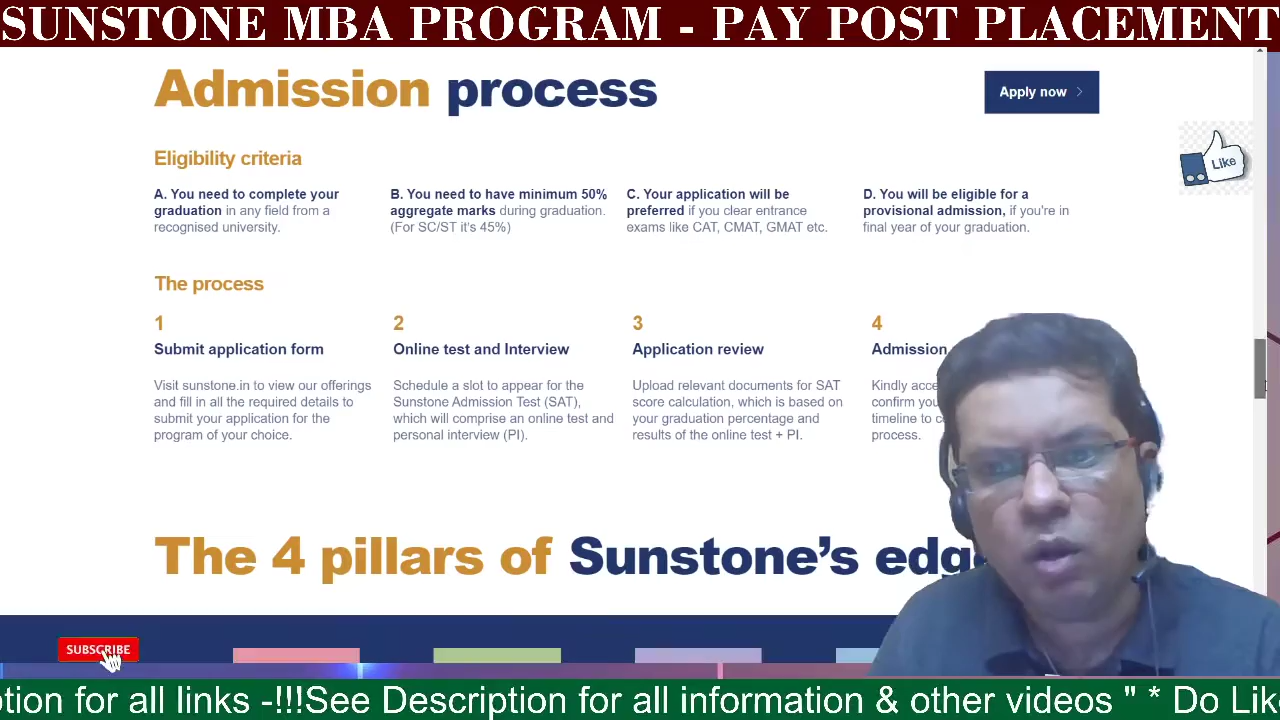 SUNSTONE MBA PROGRAM - PAY POST PLACEMENT
Admission process
Apply now
Like
Eligibility criteria
A. You need to complete your
graduation in any field from a
recognised university.
B. You need to have minimum 50%
aggregate marks during graduation.
(For SC/ST it's 45%)
C. Your application will be
preferred if you clear entrance
exams like CAT, CMAT, GMAT etc.
D. You will be eligible for a
provisional admission, if you're in
final year of your graduation.
The process
1
Submit application form
Visit sunstone.in to view our offerings
and fill in all the required details to
submit your application for the
program of your choice.
2
Online test and Interview
Schedule a slot to appear for the
Sunstone Admission Test (SAT),
which will comprise an online test and
personal interview (PI).
3
Application review
Upload relevant documents for SAT
score calculation, which is based on
your graduation percentage and
results of the online test + PI.
4
Admission
Kindly
confirm
timeline to
process.
The 4 pillars of Sunstone's edge
SUBSCRIBE
ption for all links -!!!See Description for all information & other videos " * Do Lik